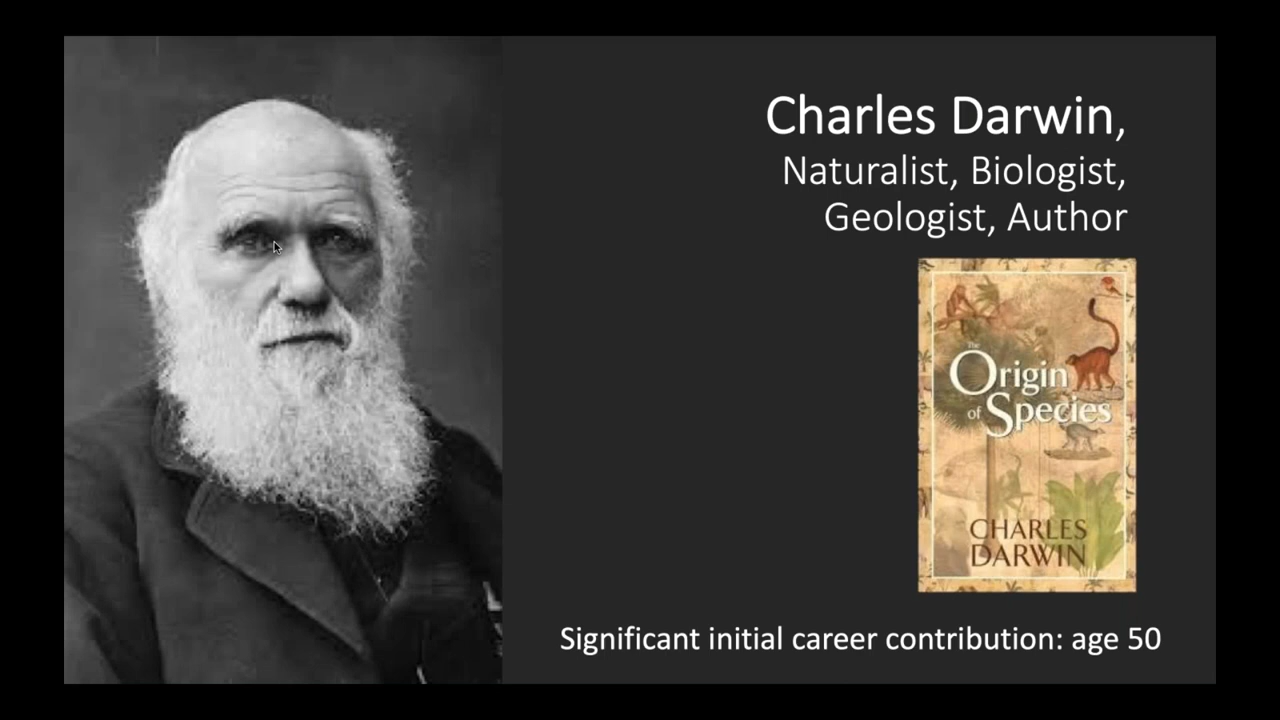 Charles Darwin,
Naturalist, Biologist,
Geologist, Author
The
Origin
of Species
CHARLES
DARWIN
Significant initial career contribution: age 50